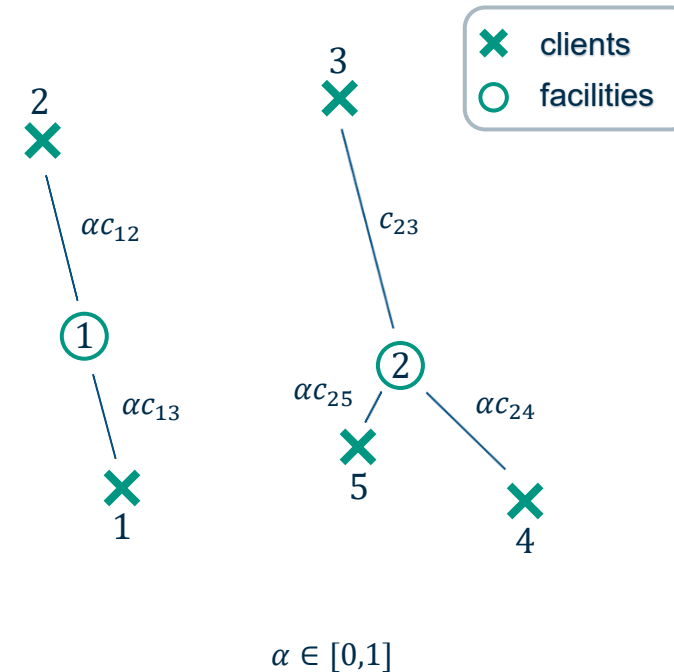 clients
facilities
3
2
αc₁₂
c₂₃
1
2
αc₁₃
αc₂₅
αc₂₄
1
5
4
α ∈ [0,1]